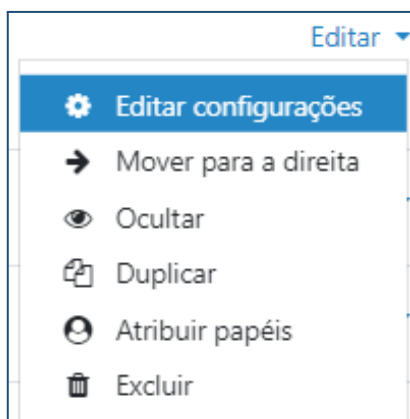 Editar
Editar configurações
Mover para a direita
Ocultar
Duplicar
Atribuir papéis
Excluir